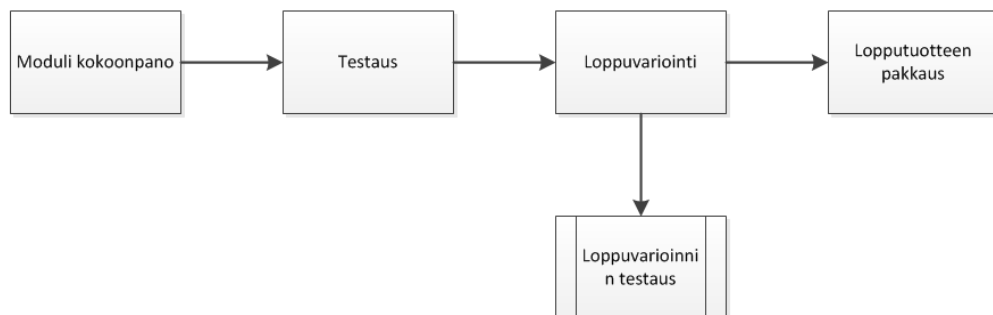 Moduli kokoonpano
Testaus
Loppuvariointi
Lopputuotteen
pakkaus
Loppuvarioinni
n testaus